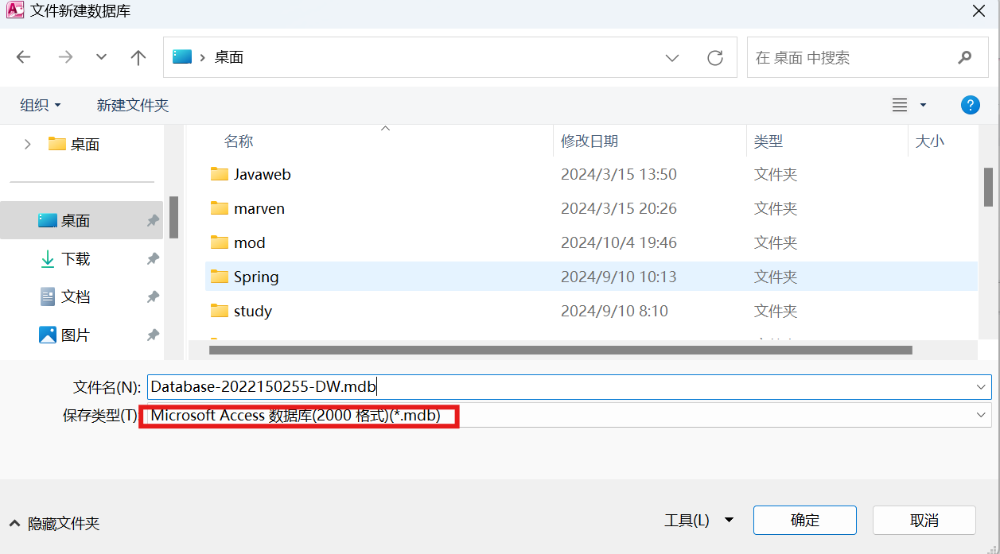 文件新建数据库
桌面
在 桌面 中搜索
组织 新建文件夹
桌面
桌面
下载
文档
图片
名称 修改日期 类型 大小
Javaweb 2024/3/15 13:50 文件夹
marven 2024/3/15 20:26 文件夹
mod 2024/10/4 19:46 文件夹
Spring 2024/9/10 10:13 文件夹
study 2024/9/10 8:10 文件夹
文件名(N): Database-2022150255-DW.mdb
保存类型(T) Microsoft Access 数据库(2000 格式)(*.mdb)
隐藏文件夹 工具(L) 确定 取消